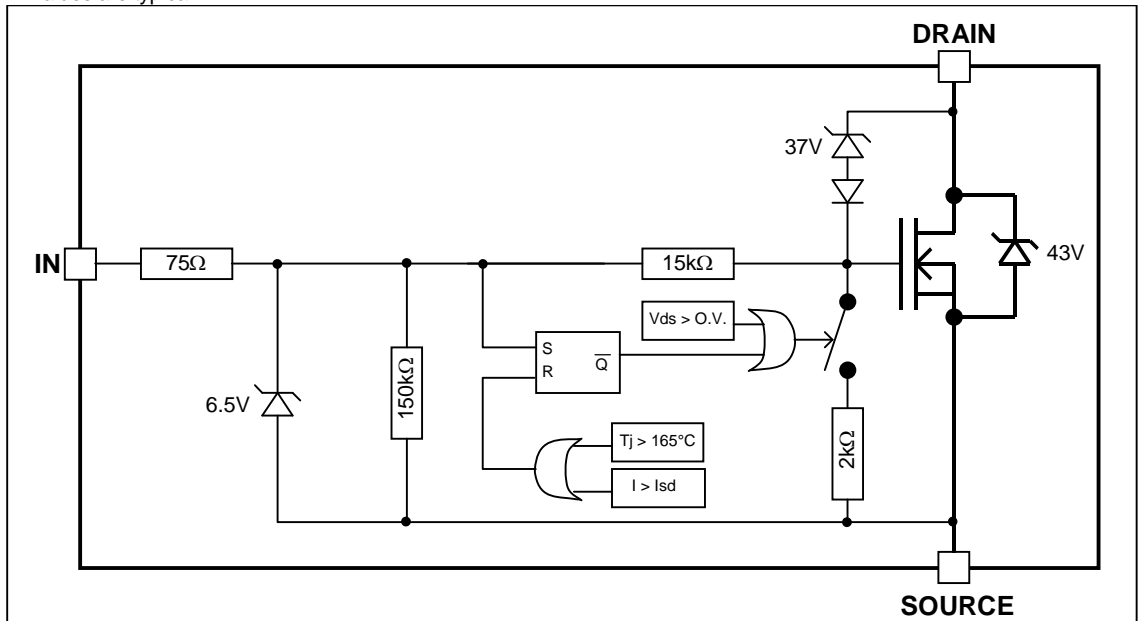 DRAIN
37V
IN
75Ω
15kΩ
43V
Vds > O.V.
S
R
Q
150kΩ
6.5V
Tj > 165°C
I > Isd
2kΩ
SOURCE